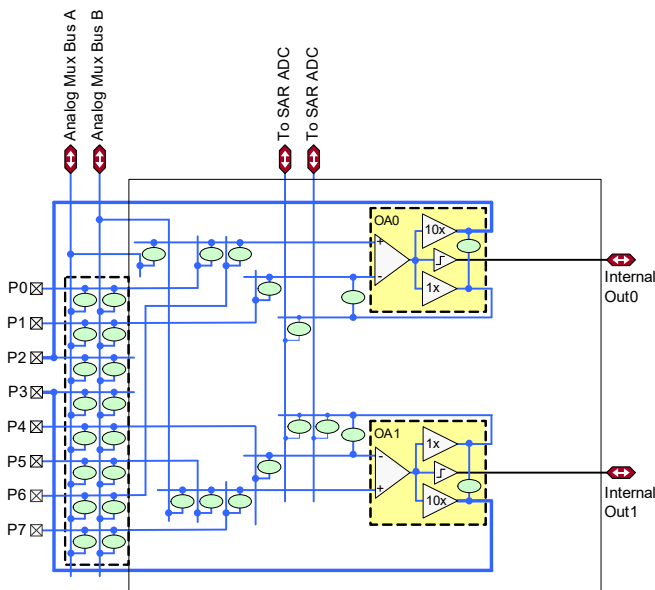 Analog Mux Bus A
Analog Mux Bus B
To SAR ADC
To SAR ADC
OA0
10x
1x
Internal
Out0
P0
P1
P2
P3
P4
P5
P6
P7
OA1
1x
10x
Internal
Out1